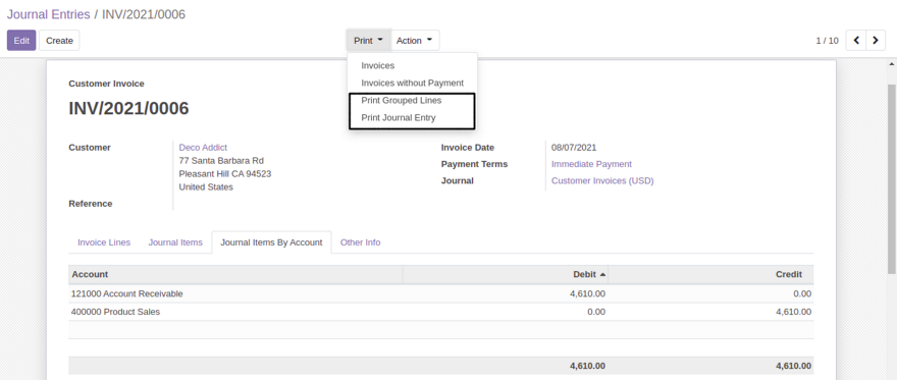 Journal Entries / INV/2021/0006
Edit Create Print Action 1 / 10
Invoices
Invoices without Payment
Print Grouped Lines
Print Journal Entry
Customer Invoice
INV/2021/0006
Customer Deco Addict
77 Santa Barbara Rd
Pleasant Hill CA 94523
United States
Reference
Invoice Date 08/07/2021
Payment Terms Immediate Payment
Journal Customer Invoices (USD)
Invoice Lines Journal Items Journal Items By Account Other Info
Account Debit Credit
121000 Account Receivable 4,610.00 0.00
400000 Product Sales 0.00 4,610.00
4,610.00 4,610.00